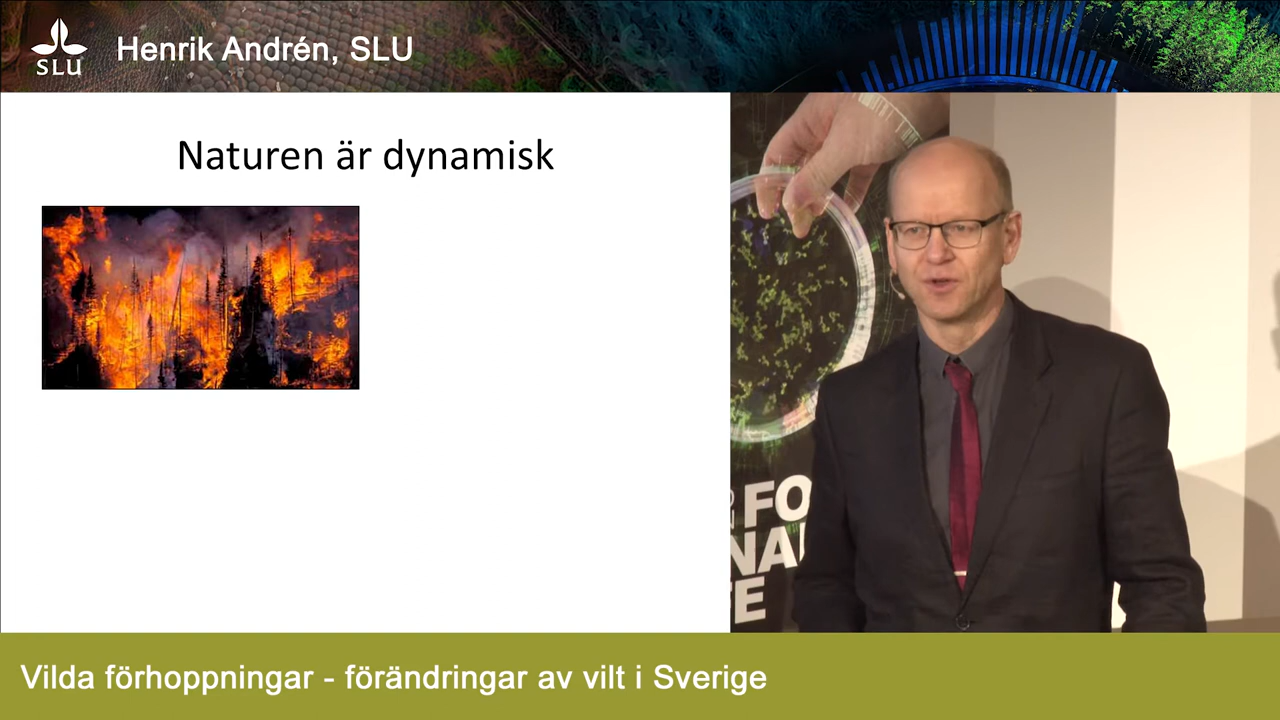 SLU
Henrik Andrén, SLU
Naturen är dynamisk
FO
NA
E
Vilda förhoppningar - förändringar av vilt i Sverige